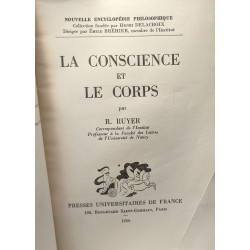 NOUVELLE ENCYCLOPÉDIE PHILOSOPHIQUE
Collection fondée par HENRI DELACROIX
Dirigée par ÉMILE BRÉHIER, membre de l'Institut
LA CONSCIENCE
ET
LE CORPS
par
R. RUYER
Correspondant de l'Institut
Professeur à la Faculté des Lettres
de l'Université de Nancy
PRESSES UNIVERSITAIRES DE FRANCE
108, BOULEVARD SAINT-GERMAIN, PARIS